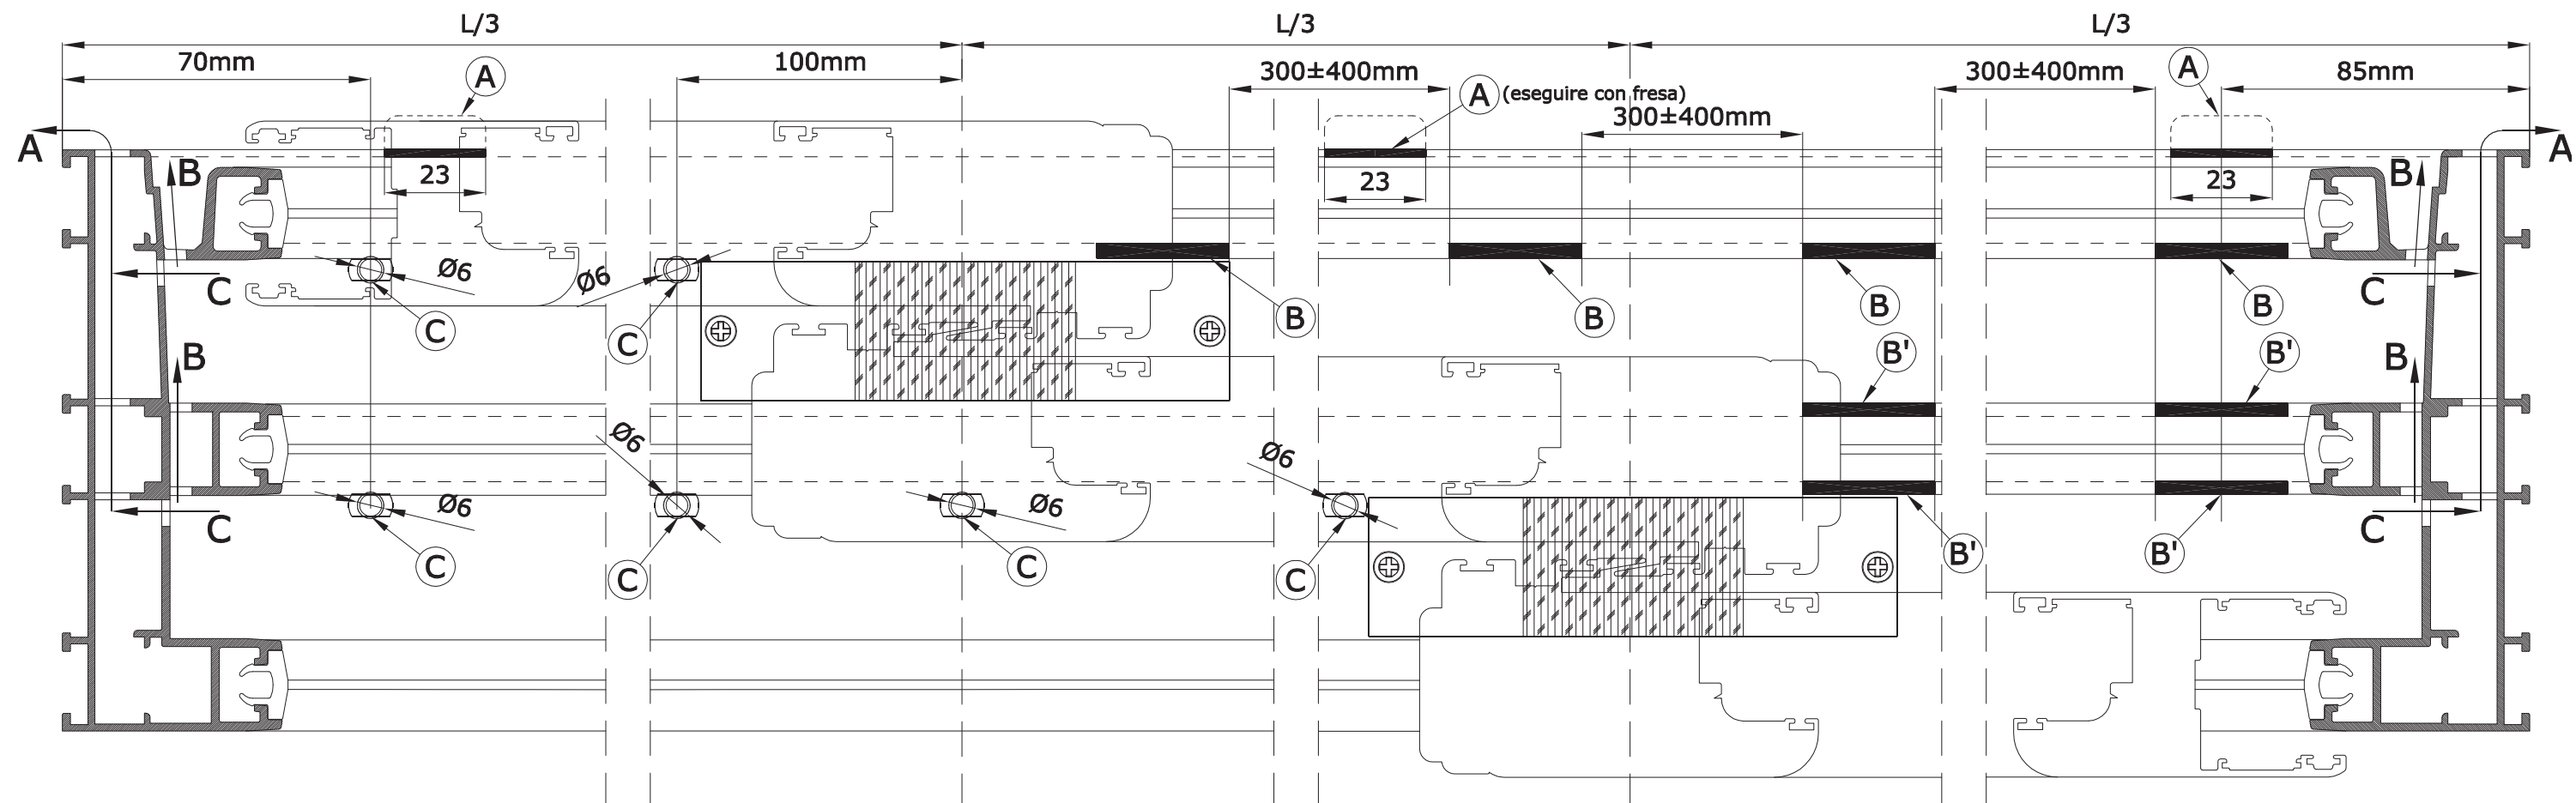 L/3 L/3 L/3
70mm 100mm 300±400mm 300±400mm 85mm
A A (eseguire con fresa) A
300±400mm
A A
B 23 23 23 B
Ø6 Ø6
C C
C C B B B B
B B' B' B
Ø6 Ø6
Ø6 Ø6
C C
C C C C B' B'